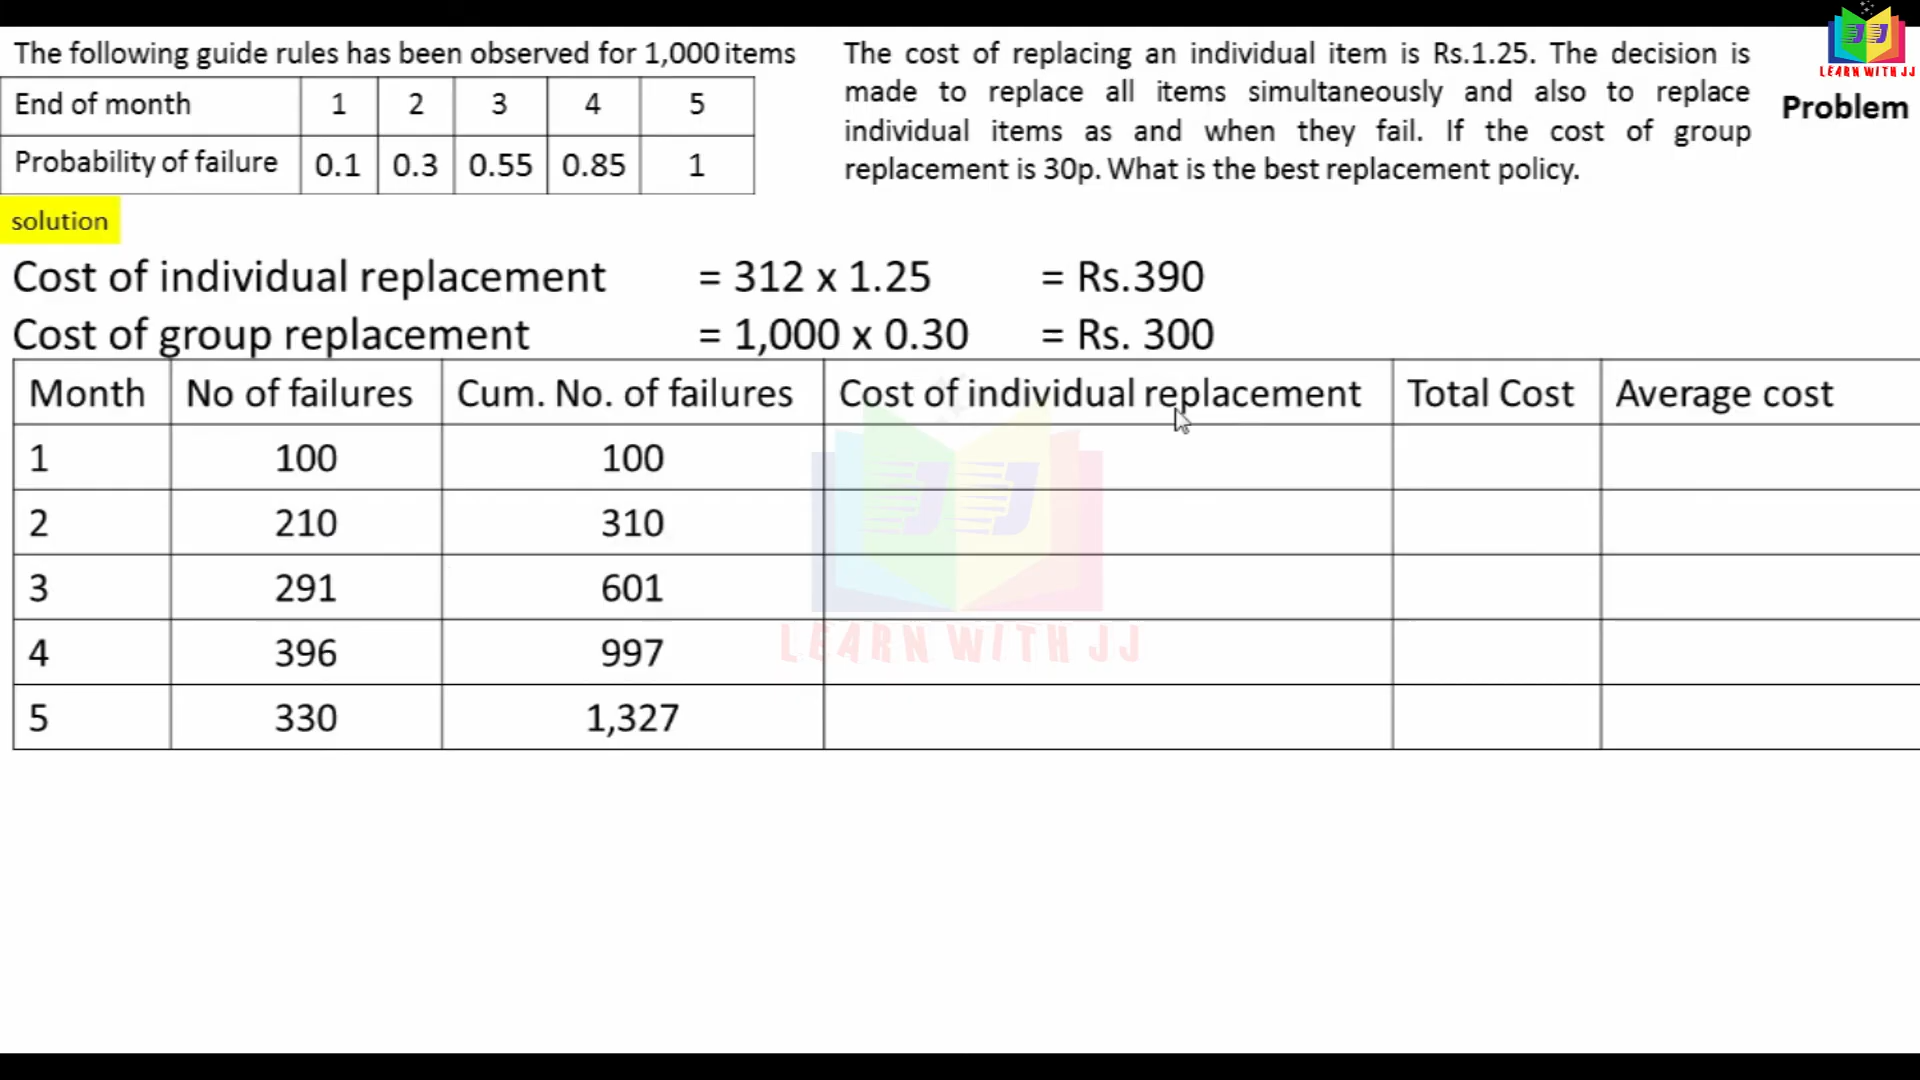 The following guide rules has been observed for 1,000 items
End of month 1 2 3 4 5
Probability of failure 0.1 0.3 0.55 0.85 1
The cost of replacing an individual item is Rs.1.25. The decision is
made to replace all items simultaneously and also to replace
individual items as and when they fail. If the cost of group
replacement is 30p. What is the best replacement policy.
JJ
LEARN WITH JJ
Problem
solution
Cost of individual replacement = 312 x 1.25 = Rs.390
Cost of group replacement = 1,000 x 0.30 = Rs. 300
Month No of failures Cum. No. of failures Cost of individual replacement Total Cost Average cost
1 100 100
2 210 310
3 291 601
4 396 997
5 330 1,327
JJ
LEARN WITH JJ